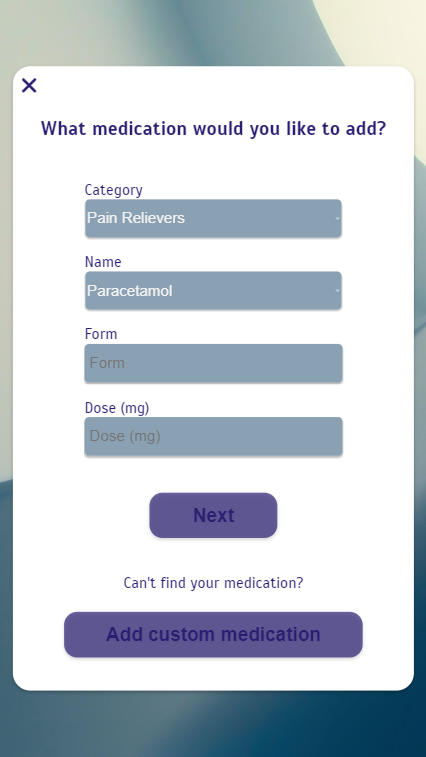 What medication would you like to add?
Category
Pain Relievers
Name
Paracetamol
Form
Form
Dose (mg)
Dose (mg)
Next
Can't find your medication?
Add custom medication